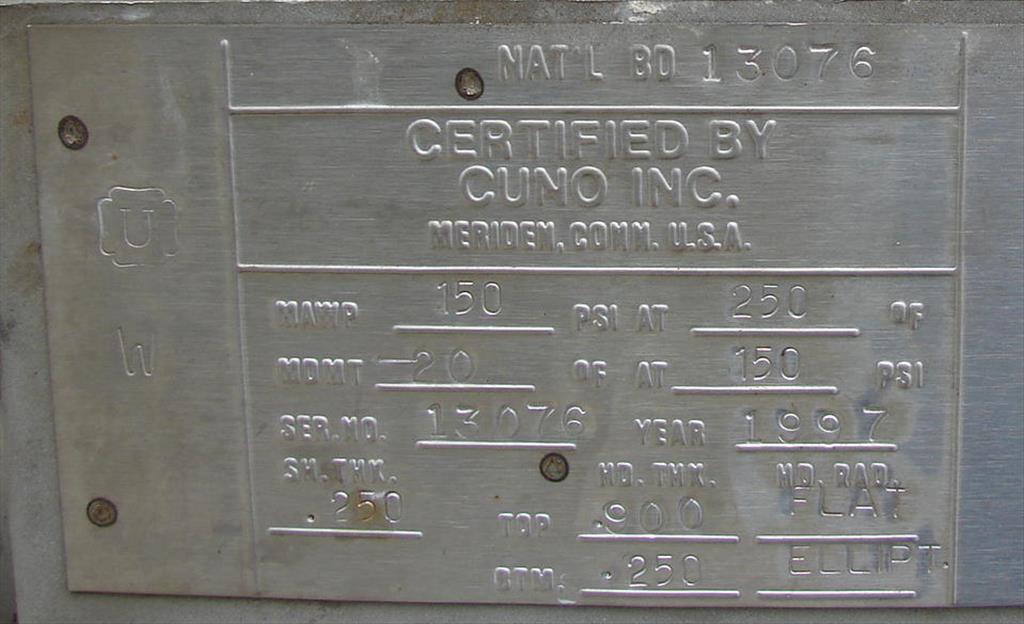 NAT'L BD 13076
CERTIFIED BY
CUNO INC.
MERIDEN, CONN. U.S.A.
U
W
MAWP 150 PSI AT 250 °F
MDMT -20 °F AT 150 PSI
SER. NO. 13076 YEAR 1997
SH. THK. HD. THK. HD. RAD.
.250 TOP .900 FLAT
BTM. .250 ELLIPT.